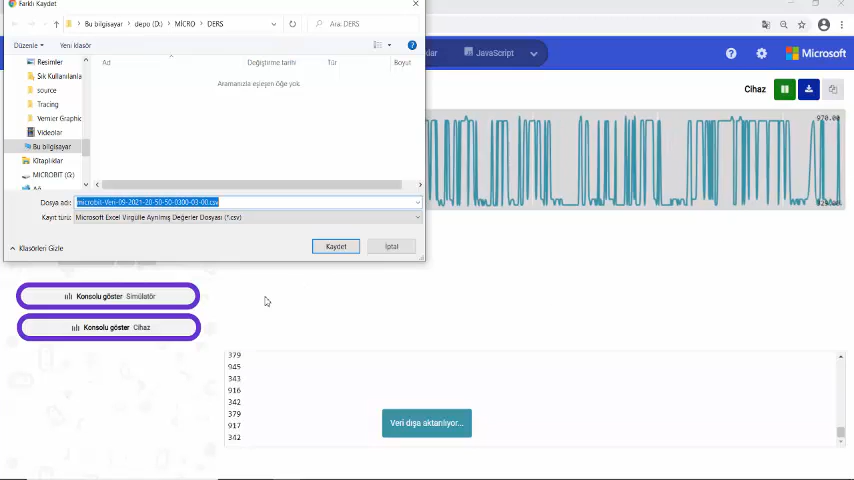 Farklı Kaydet
Bu bilgisayar > depo (D:) > MİCRO > DERS
Ara: DERS
Düzenle
Yeni klasör
Ad
Değiştirme tarihi
Tür
Boyut
Aramanızla eşleşen öğe yok.
Resimler
Sık Kullanılanla
source
Tracing
Vernier Graphic
Videolar
Bu bilgisayar
Kitaplıklar
MICROBIT (G:)
Ağ
Dosya adı: microbit-Veri-09-2021-20-50-50-0300-03-00.csv
Kayıt türü: Microsoft Excel Virgülle Ayrılmış Değerler Dosyası (*.csv)
Klasörleri Gizle
Kaydet
İptal
klar
JavaScript
Microsoft
Cihaz
970.00
Konsolu göster Simülatör
Konsolu göster Cihaz
379
945
343
916
342
379
917
342
Veri dışa aktarılıyor...